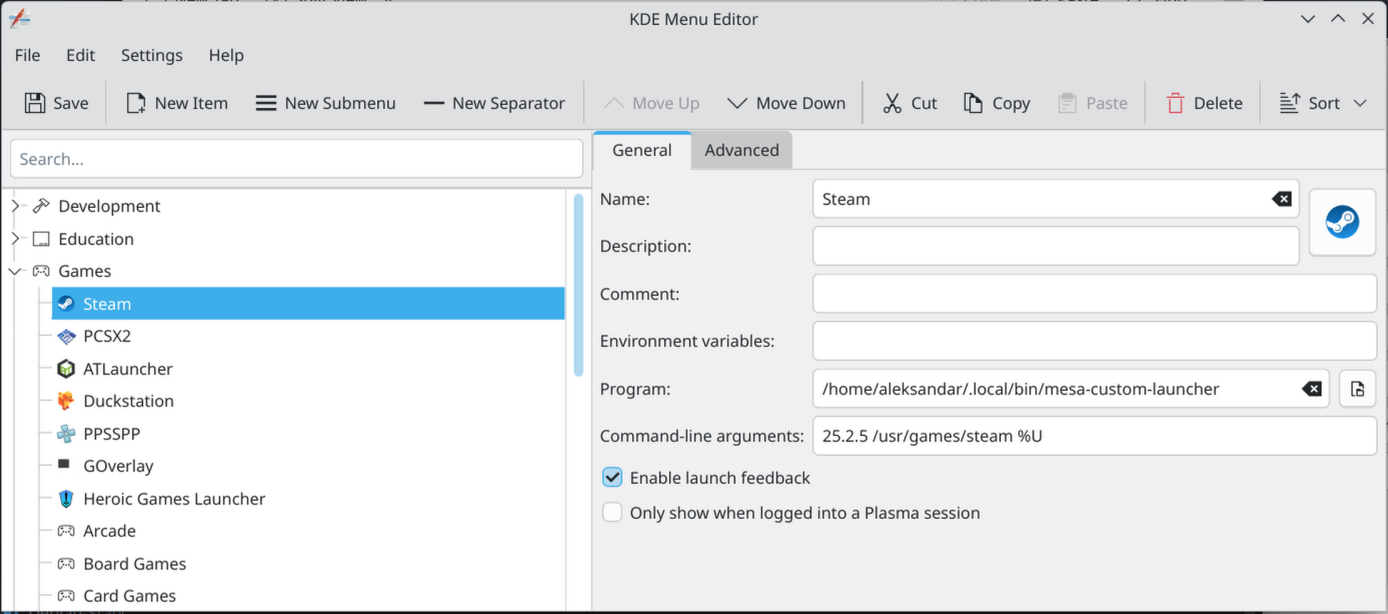 KDE Menu Editor
File Edit Settings Help
Save New Item New Submenu New Separator Move Up Move Down Cut Copy Paste Delete Sort
Search...
General Advanced
Development
Education
Games
Steam
PCSX2
ATLauncher
Duckstation
PPSSPP
GOverlay
Heroic Games Launcher
Arcade
Board Games
Card Games
Name: Steam
Description:
Comment:
Environment variables:
Program: /home/aleksandar/.local/bin/mesa-custom-launcher
Command-line arguments: 25.2.5 /usr/games/steam %U
Enable launch feedback
Only show when logged into a Plasma session